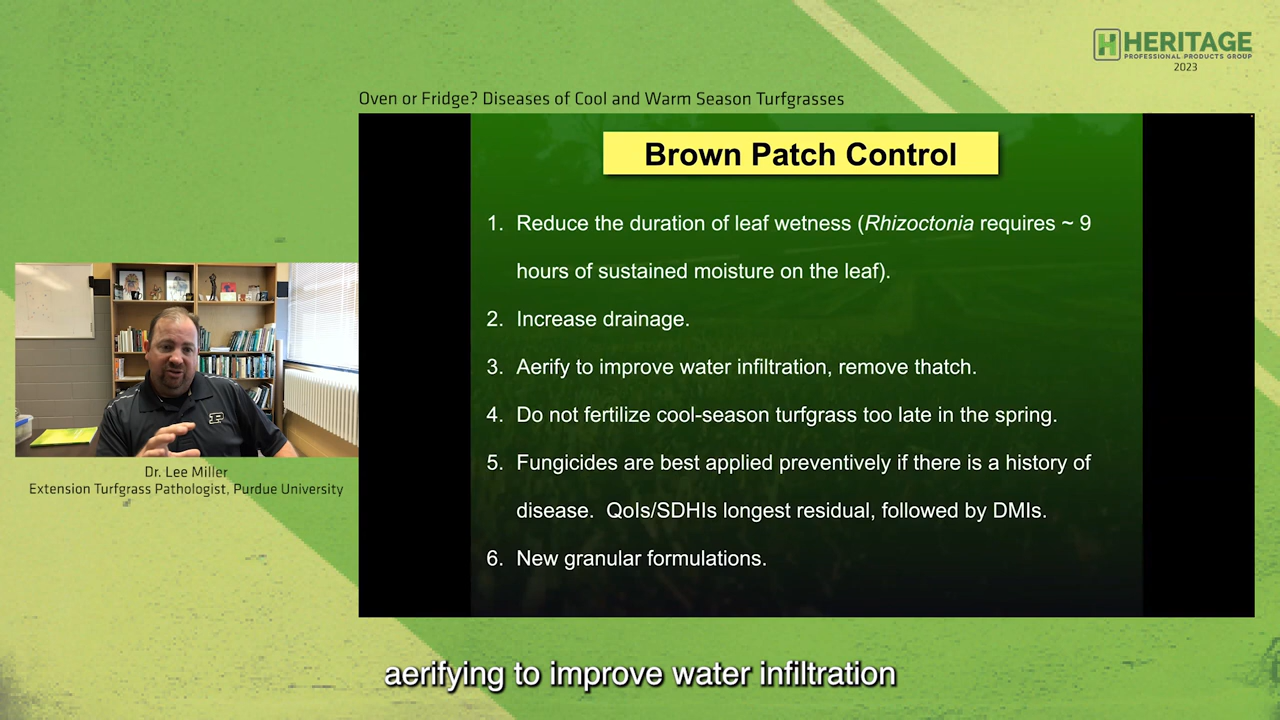 HERITAGE
PROFESSIONAL PRODUCTS GROUP
2023
Oven or Fridge? Diseases of Cool and Warm Season Turfgrasses
Brown Patch Control
1. Reduce the duration of leaf wetness (Rhizoctonia requires ~ 9
hours of sustained moisture on the leaf).
2. Increase drainage.
3. Aerify to improve water infiltration, remove thatch.
4. Do not fertilize cool-season turfgrass too late in the spring.
5. Fungicides are best applied preventively if there is a history of
disease. QoIs/SDHIs longest residual, followed by DMIs.
6. New granular formulations.
Dr. Lee Miller
Extension Turfgrass Pathologist, Purdue University
aerifying to improve water infiltration